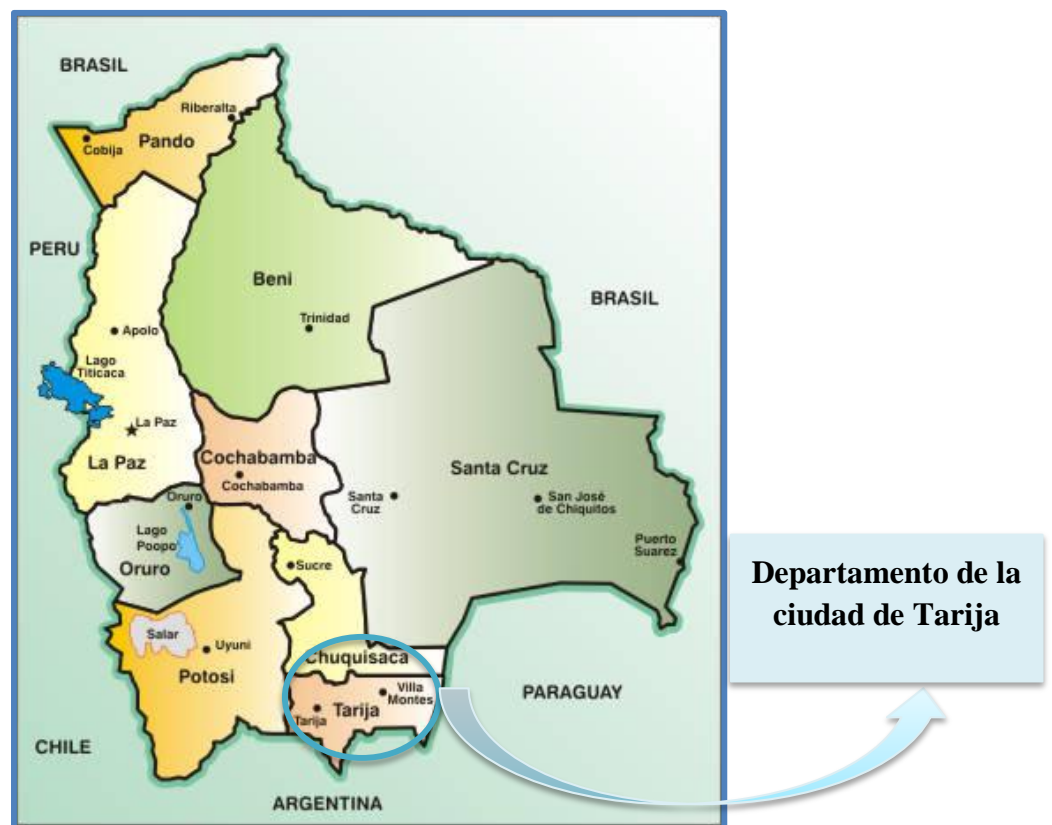 BRASIL
Riberalta
Cobija
Pando
PERU
Beni
BRASIL
Trinidad
Apolo
Lago
Titicaca
La Paz
La Paz
Cochabamba
Cochabamba
Santa Cruz
Santa
Cruz
San José
de Chiquitos
Oruro
Lago
Poopo
Oruro
Puerto
Suarez
Sucre
Salar
Uyuni
Potosi
Chuquisaca
Villa
Montes
Tarija
Tarija
PARAGUAY
CHILE
ARGENTINA
Departamento de la
ciudad de Tarija